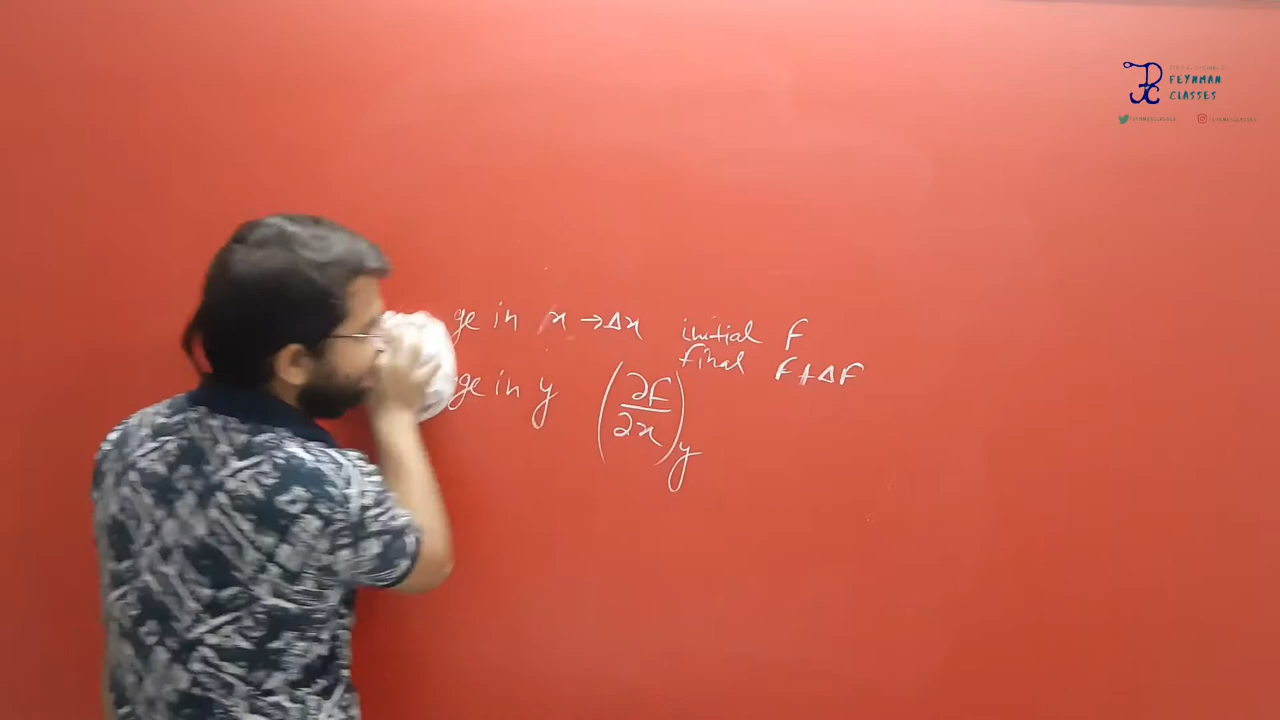 ge in x → Δx initial F
final F + ΔF
ge in y (∂F/∂x)y
FEYNMAN
CLASSES